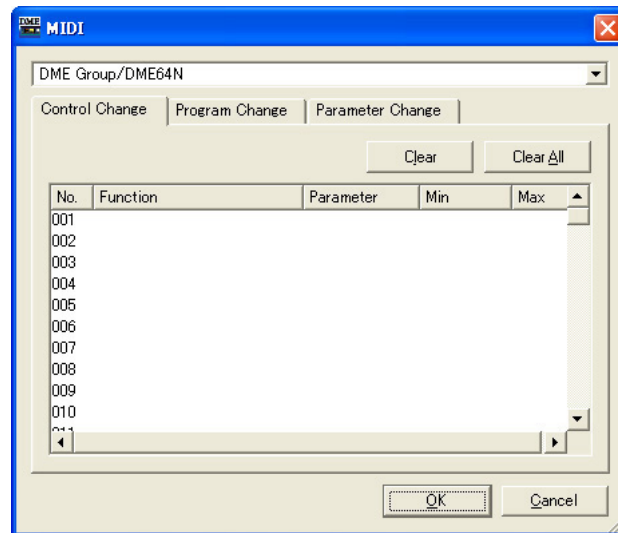 DME MIDI
DME Group/DME64N
Control Change Program Change Parameter Change
Clear Clear All
No. Function Parameter Min Max
001
002
003
004
005
006
007
008
009
010
011
OK Cancel